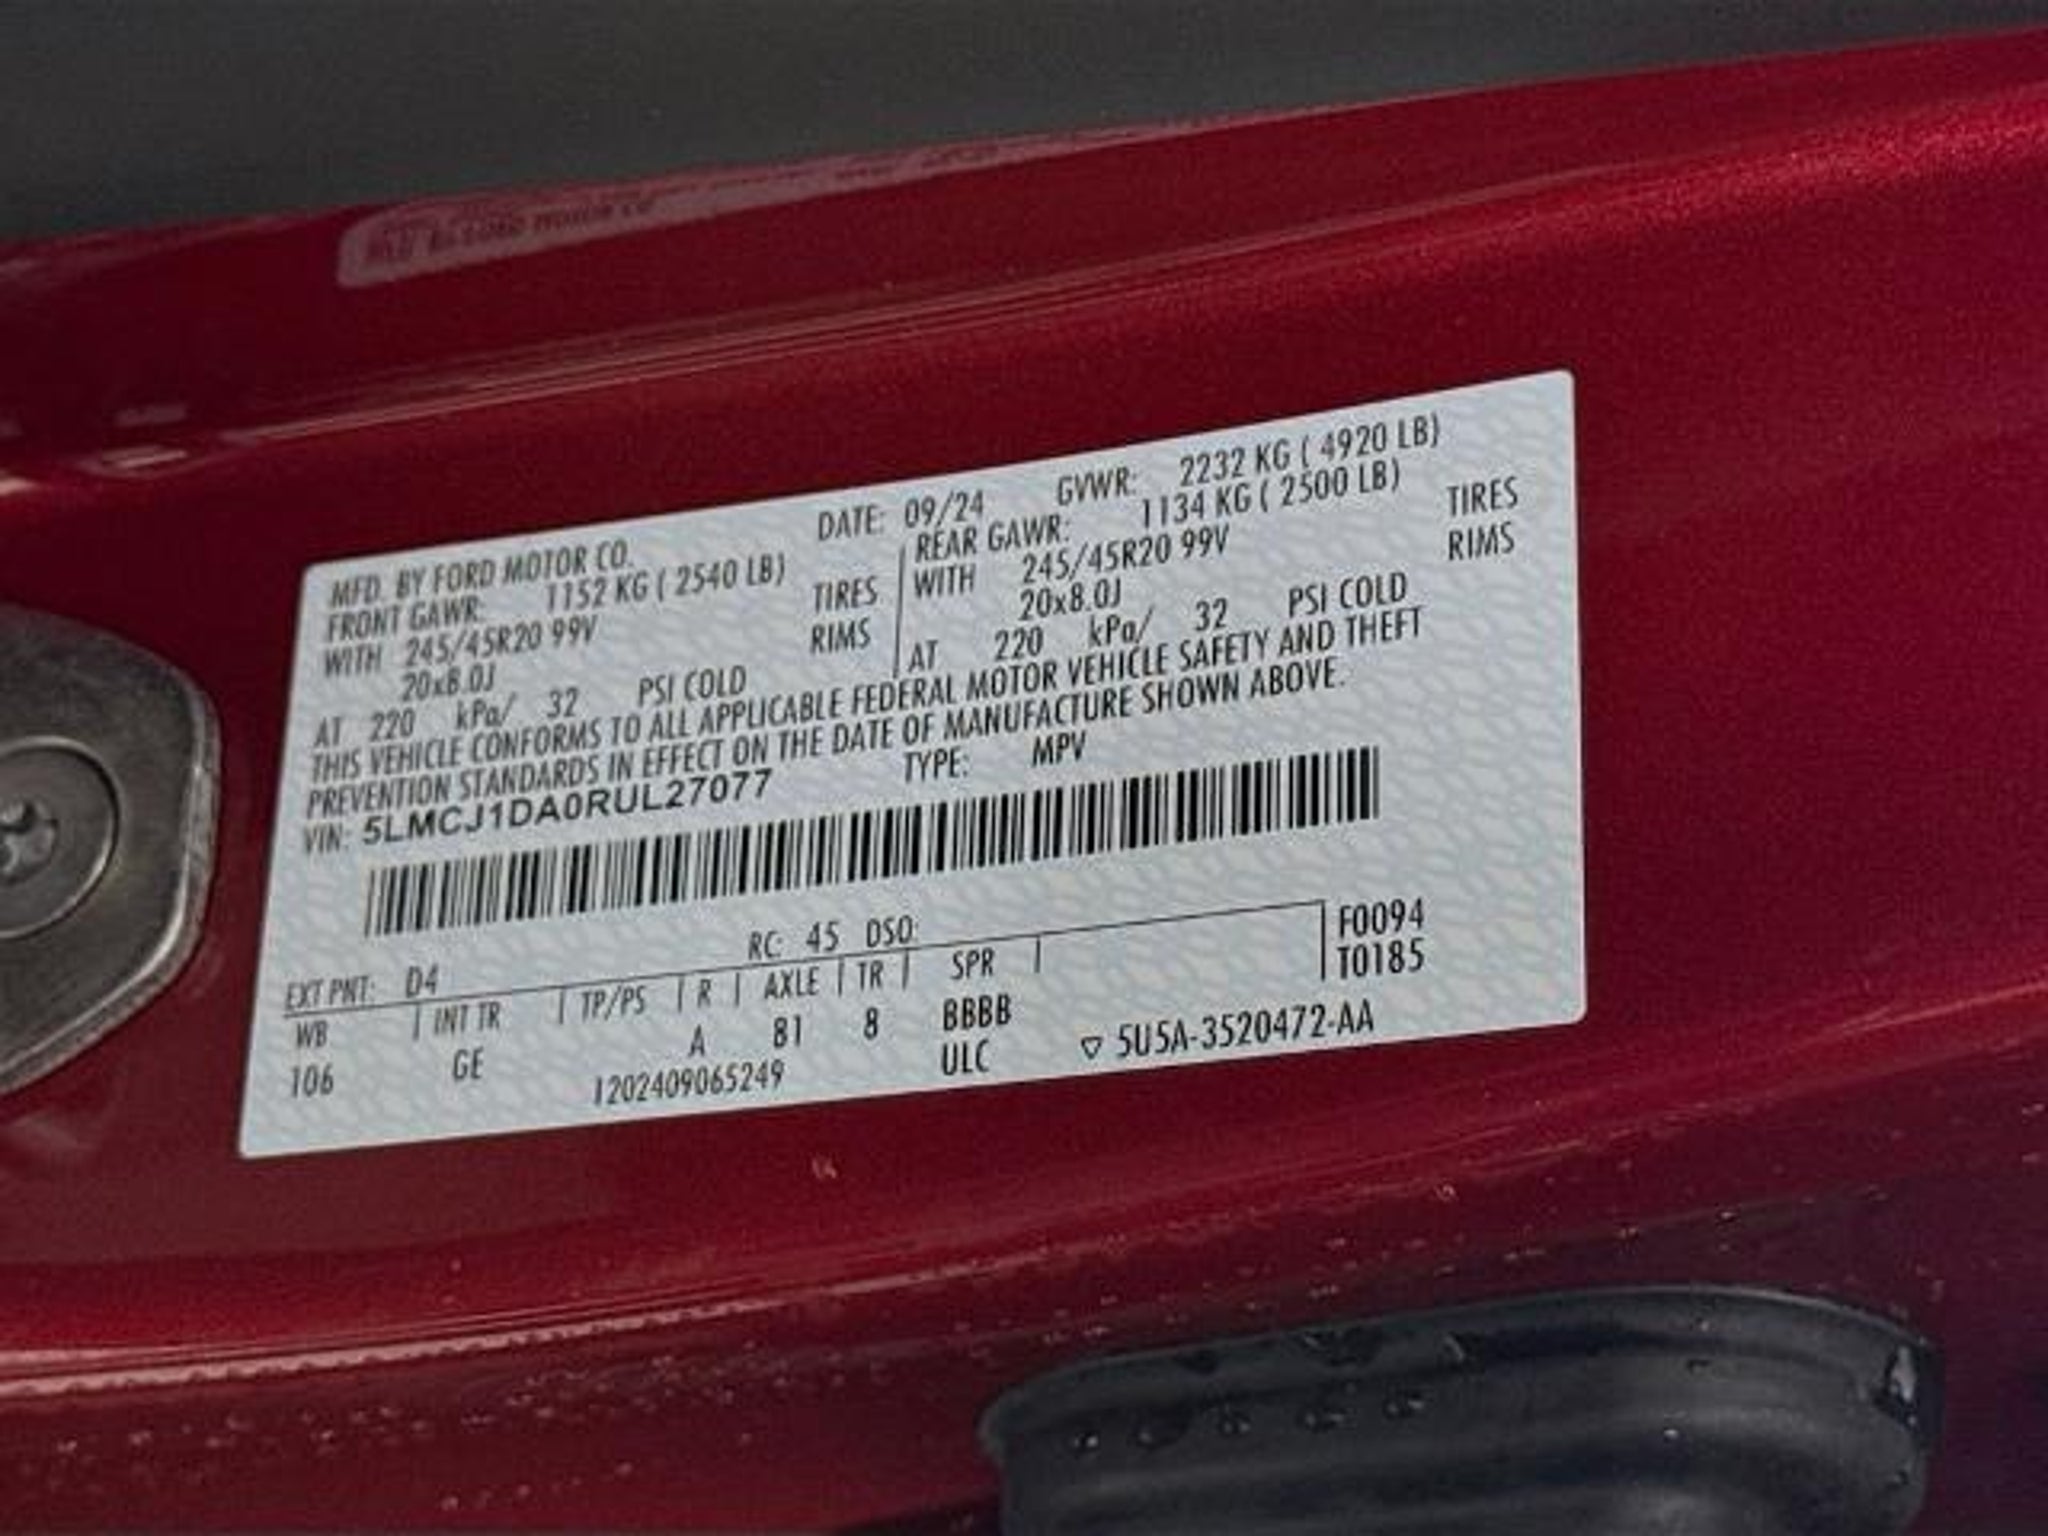 MFD. BY FORD MOTOR CO.
DATE: 09/24 GVWR: 2232 KG ( 4920 LB)
FRONT GAWR: 1152 KG ( 2540 LB)
WITH 245/45R20 99V TIRES
20x8.0J RIMS
AT 220 kPa/ 32 PSI COLD
REAR GAWR: 1134 KG ( 2500 LB)
WITH 245/45R20 99V TIRES
20x8.0J RIMS
AT 220 kPa/ 32 PSI COLD
THIS VEHICLE CONFORMS TO ALL APPLICABLE FEDERAL MOTOR VEHICLE SAFETY AND THEFT
PREVENTION STANDARDS IN EFFECT ON THE DATE OF MANUFACTURE SHOWN ABOVE.
VIN: 5LMCJ1DA0RUL27077 TYPE: MPV
EXT PNT: D4 RC: 45 DSO: F0094
WB INT TR TP/PS R AXLE TR SPR T0185
106 GE A 81 8 BBBB
1202409065249 ULC ▽ 5U5A-3520472-AA
MFD. BY FORD MOTOR CO